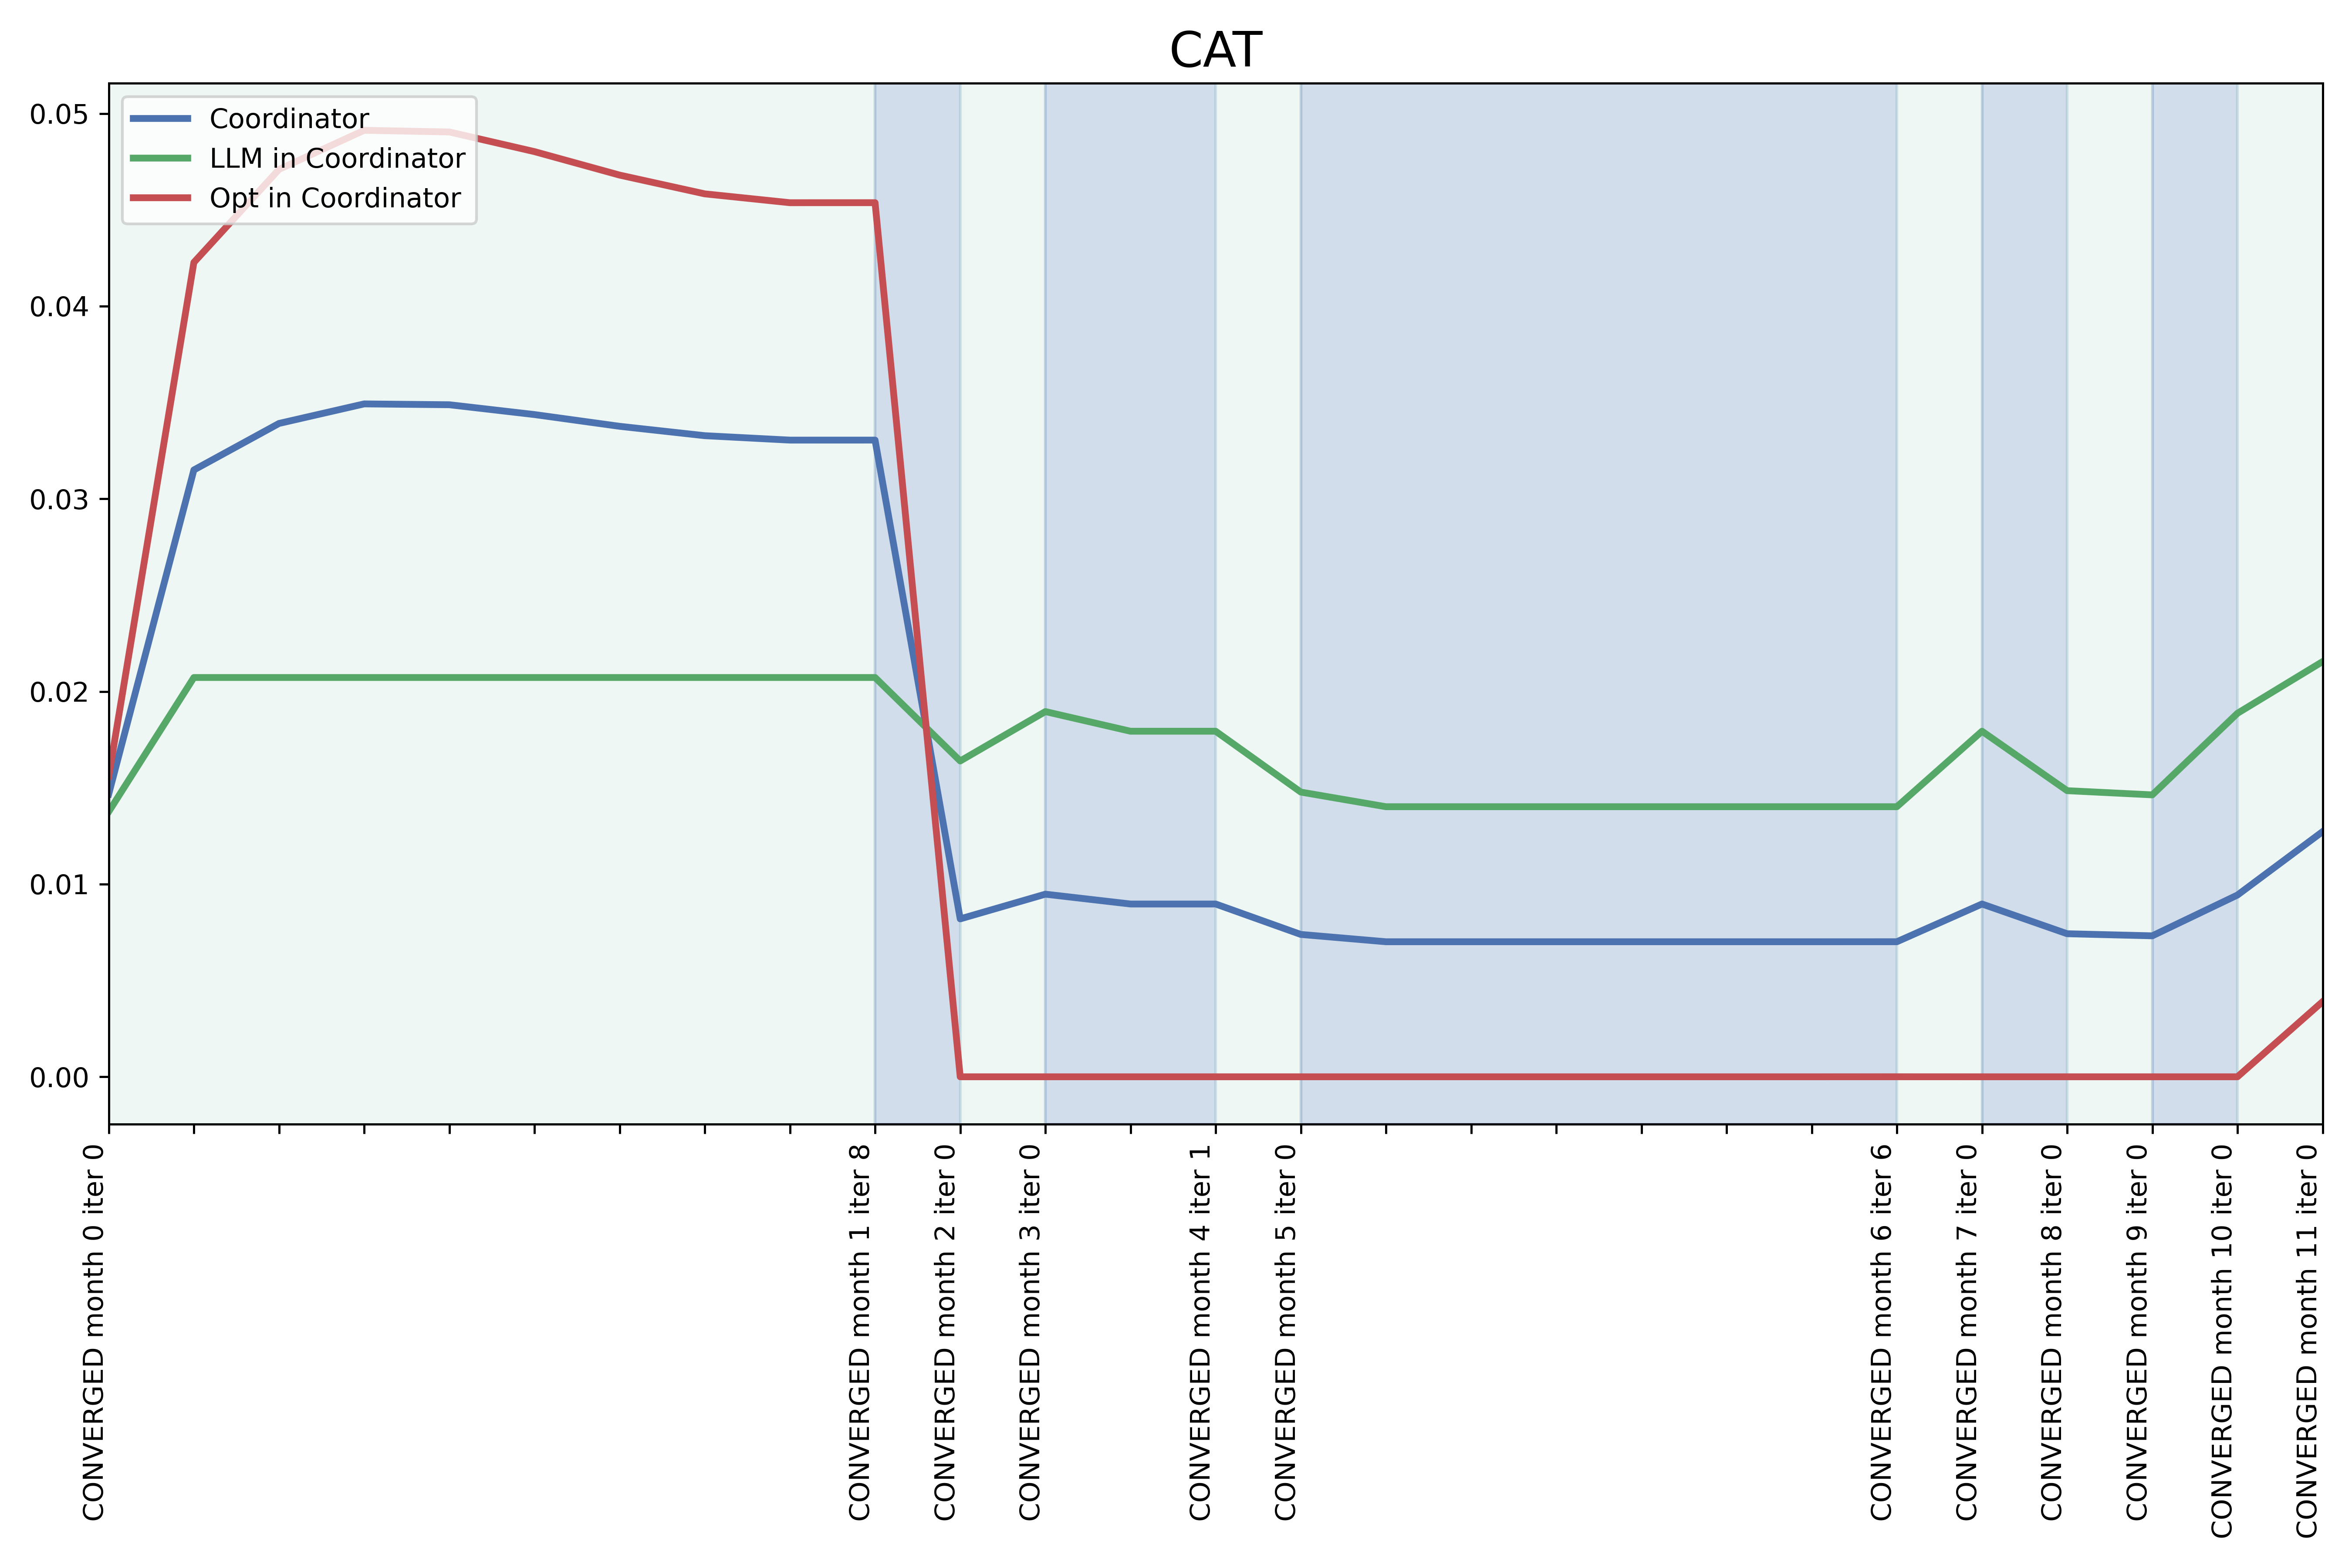 CAT
0.05
0.04
0.03
0.02
0.01
0.00
Coordinator
LLM in Coordinator
Opt in Coordinator
CONVERGED month 0 iter 0
CONVERGED month 1 iter 8
CONVERGED month 2 iter 0
CONVERGED month 3 iter 0
CONVERGED month 4 iter 1
CONVERGED month 5 iter 0
CONVERGED month 6 iter 6
CONVERGED month 7 iter 0
CONVERGED month 8 iter 0
CONVERGED month 9 iter 0
CONVERGED month 10 iter 0
CONVERGED month 11 iter 0